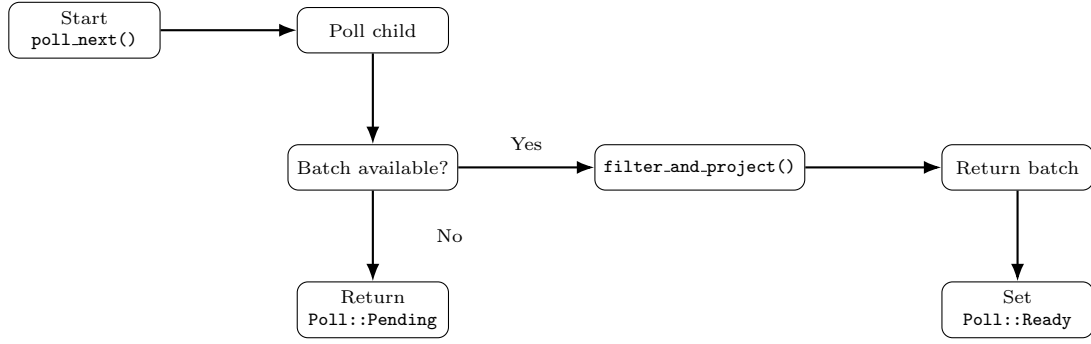 Start
poll_next()
Poll child
Batch available?
Yes
filter_and_project()
Return batch
No
Return
Poll::Pending
Set
Poll::Ready